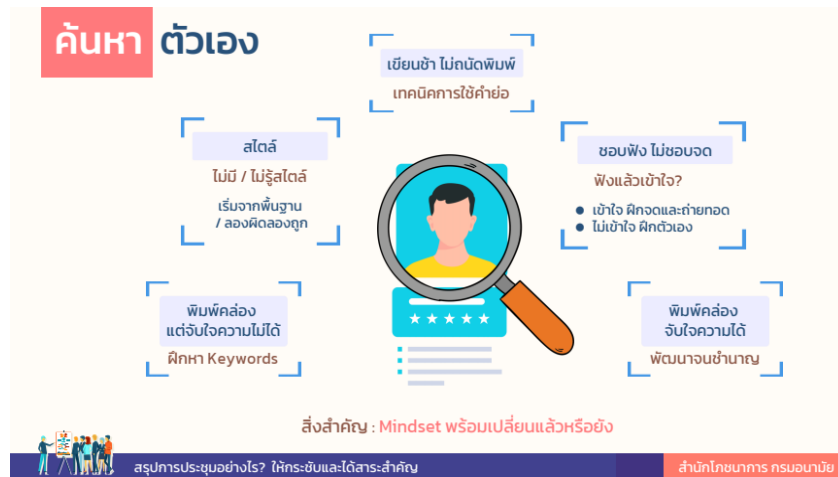 ค้นหา ตัวเอง
เขียนช้า ไม่ถนัดพิมพ์
เทคนิคการใช้คำย่อ
สไตล์
ไม่มี / ไม่รู้สไตล์
เริ่มจากพื้นฐาน
/ ลองผิดลองถูก
ชอบฟัง ไม่ชอบจด
ฟังแล้วเข้าใจ?
● เข้าใจ ฝึกจดและถ่ายทอด
● ไม่เข้าใจ ฝึกตัวเอง
พิมพ์คล่อง
แต่จับใจความไม่ได้
ฝึกหา Keywords
พิมพ์คล่อง
จับใจความได้
พัฒนาจนชำนาญ
สิ่งสำคัญ : Mindset พร้อมเปลี่ยนแล้วหรือยัง
สรุปการประชุมอย่างไร? ให้กระชับและได้สาระสำคัญ
สำนักโภชนาการ กรมอนามัย